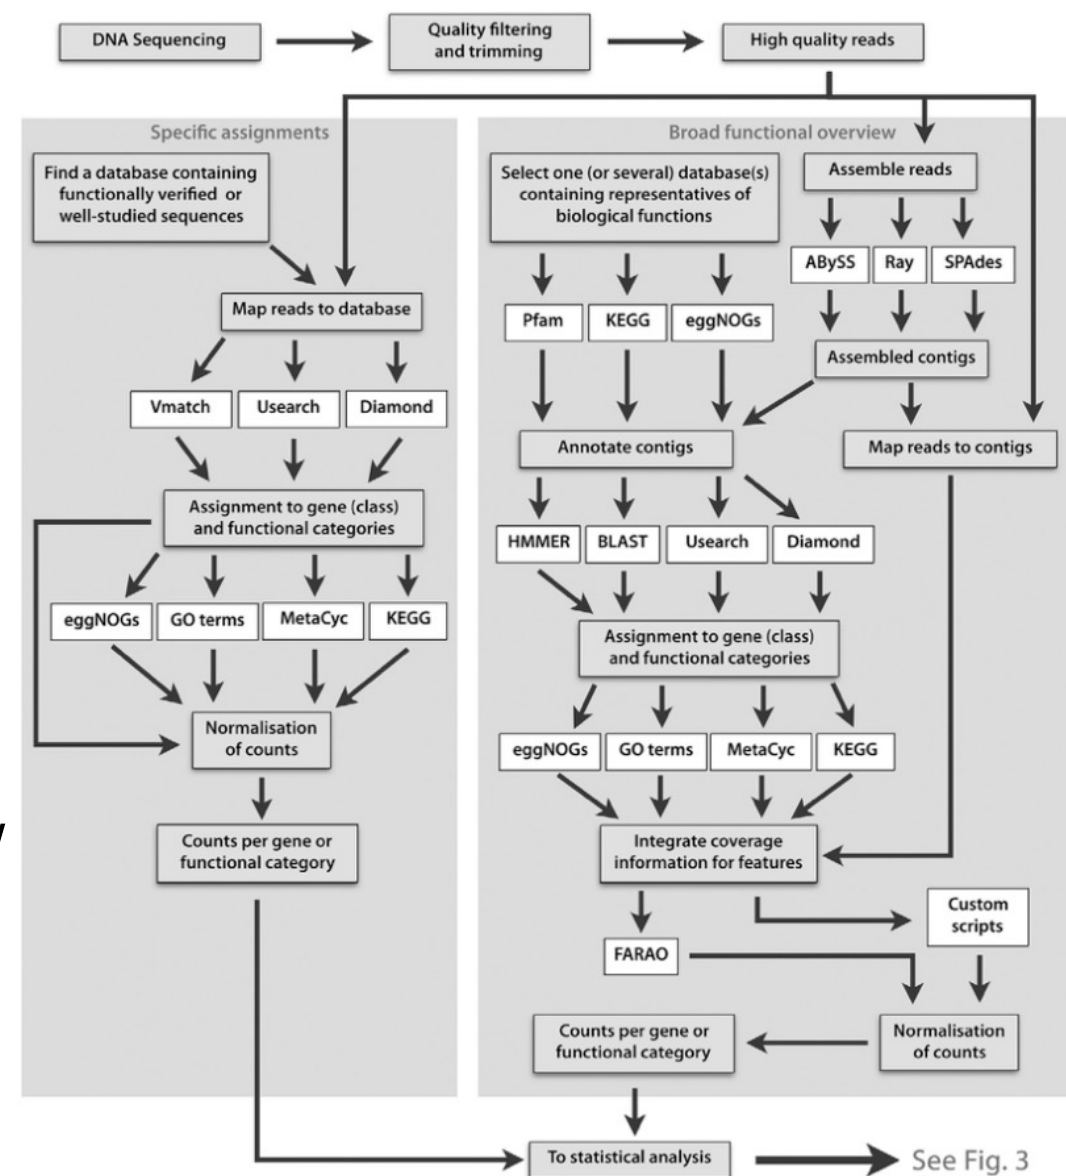 DNA Sequencing
Quality filtering
and trimming
High quality reads
Specific assignments
Find a database containing
functionally verified or
well-studied sequences
Map reads to database
Vmatch
Usearch
Diamond
Assignment to gene (class)
and functional categories
eggNOGs
GO terms
MetaCyc
KEGG
Normalisation
of counts
Counts per gene or
functional category
Broad functional overview
Select one (or several) database(s)
containing representatives of
biological functions
Assemble reads
ABySS
Ray
SPAdes
Pfam
KEGG
eggNOGs
Assembled contigs
Annotate contigs
Map reads to contigs
HMMER
BLAST
Usearch
Diamond
Assignment to gene (class)
and functional categories
eggNOGs
GO terms
MetaCyc
KEGG
Integrate coverage
information for features
Custom
scripts
FARAO
Counts per gene or
functional category
Normalisation
of counts
To statistical analysis
See Fig. 3